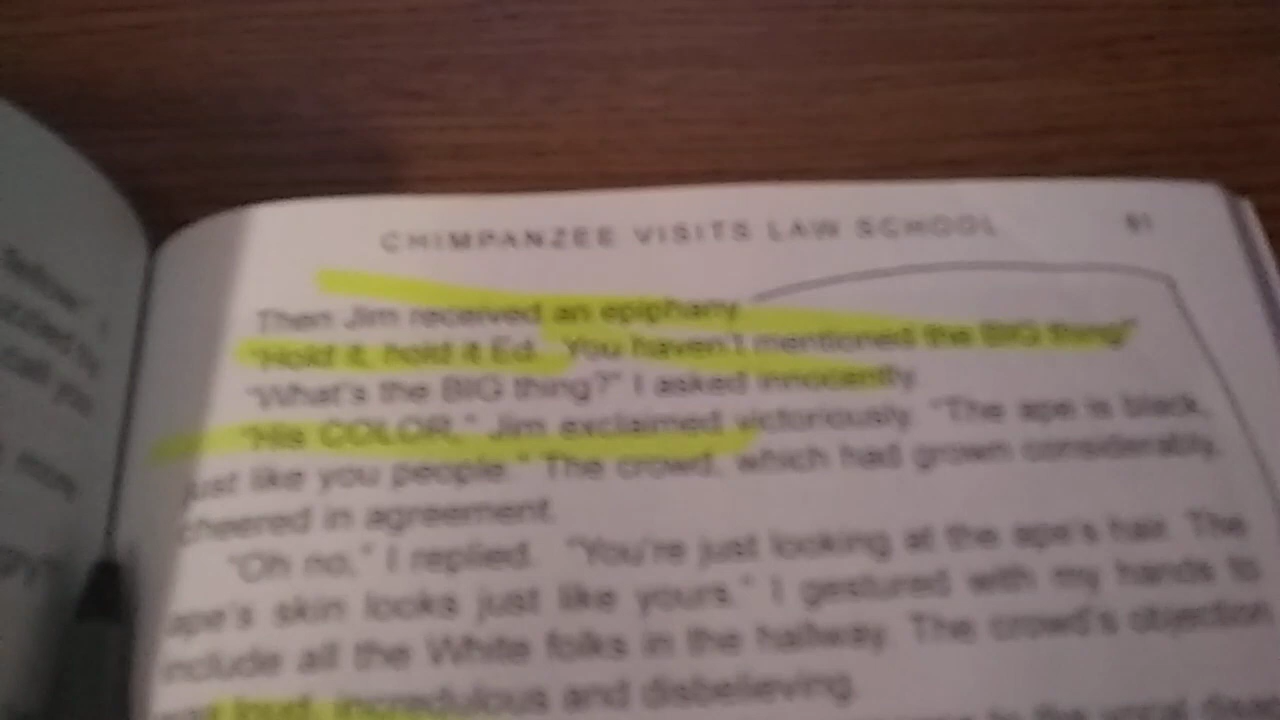 CHIMPANZEE VISITS LAW SCHOOL 91
Then Jim received an epiphany.
"Hold it, hold it Ed. You haven't mentioned the BIG thing!"
"What's the BIG thing?" I asked innocently.
"His COLOR," Jim exclaimed victoriously. "The ape is black,
just like you people." The crowd, which had grown considerably,
cheered in agreement.
"Oh no," I replied. "You're just looking at the ape's hair. The
ape's skin looks just like yours." I gestured with my hands to
include all the White folks in the hallway. The crowd's objection
was loud, incredulous and disbelieving.